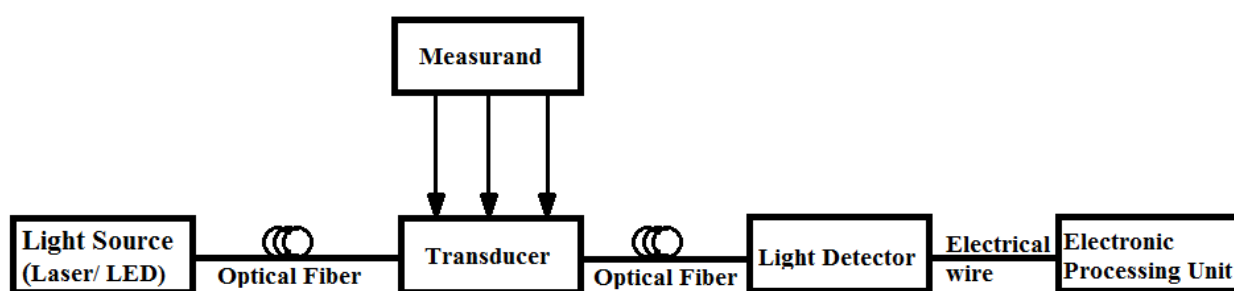 Measurand
Light Source
(Laser/ LED)
Optical Fiber
Transducer
Optical Fiber
Light Detector
Electrical
wire
Electronic
Processing Unit